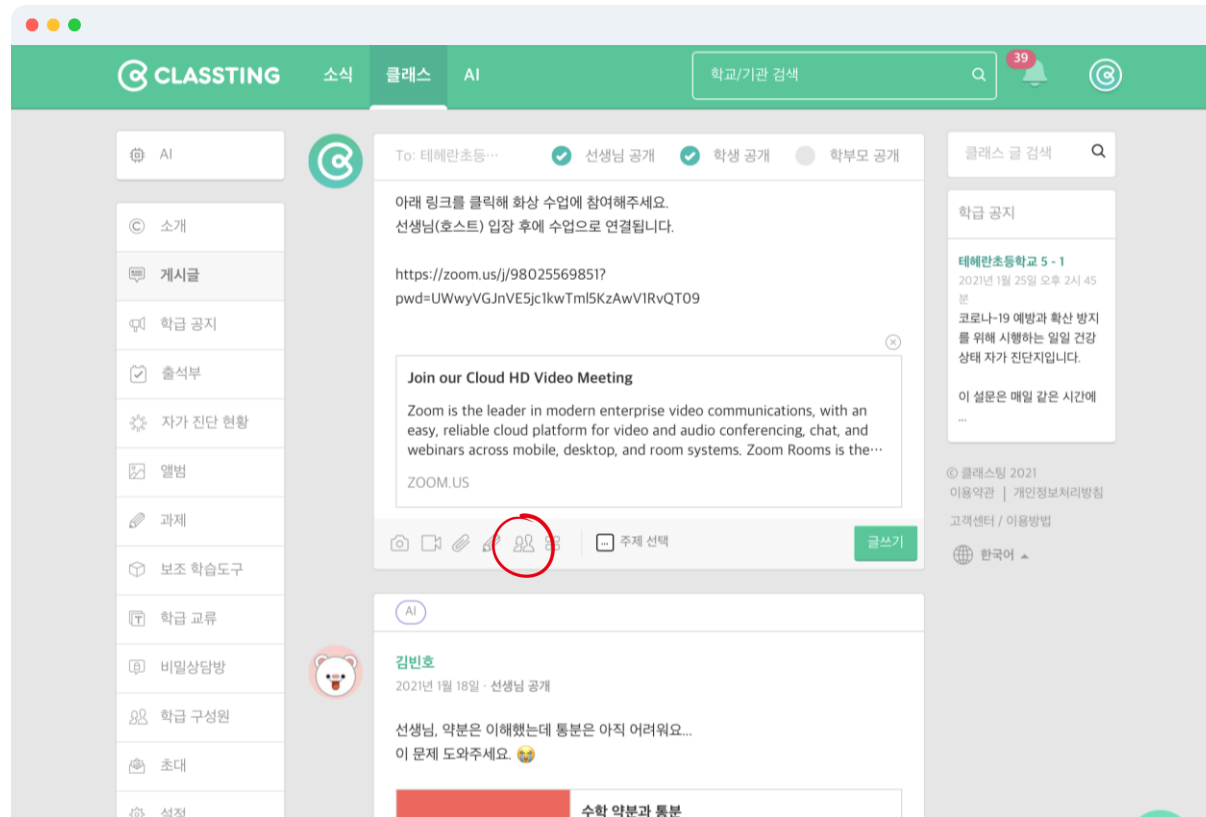 CLASSTING
소식
클래스
AI
학교/기관 검색
39
AI
소개
게시글
학급 공지
출석부
자가 진단 현황
앨범
과제
보조 학습도구
학급 교류
비밀상담방
학급 구성원
초대
설정
To: 테헤란초등…
선생님 공개
학생 공개
학부모 공개
아래 링크를 클릭해 화상 수업에 참여해주세요.
선생님(호스트) 입장 후에 수업으로 연결됩니다.
https://zoom.us/j/98025569851?
pwd=UWwyVGJnVE5jc1kwTml5KzAwV1RvQT09
Join our Cloud HD Video Meeting
Zoom is the leader in modern enterprise video communications, with an
easy, reliable cloud platform for video and audio conferencing, chat, and
webinars across mobile, desktop, and room systems. Zoom Rooms is the…
ZOOM.US
주제 선택
글쓰기
AI
김빈호
2021년 1월 18일 · 선생님 공개
선생님, 약분은 이해했는데 통분은 아직 어려워요...
이 문제 도와주세요. 😭
수학 약분과 통분
클래스 글 검색
학급 공지
테헤란초등학교 5 - 1
2021년 1월 25일 오후 2시 45
분
코로나-19 예방과 확산 방지
를 위해 시행하는 일일 건강
상태 자가 진단지입니다.
이 설문은 매일 같은 시간에
...
© 클래스팅 2021
이용약관 | 개인정보처리방침
고객센터 / 이용방법
한국어